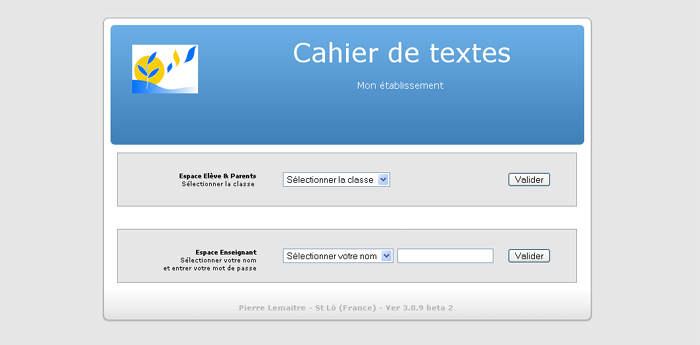 Cahier de textes
Mon établissement
Espace Elève & Parents
Sélectionner la classe
Sélectionner la classe
Valider
Espace Enseignant
Sélectionner votre nom
et entrer votre mot de passe
Sélectionner votre nom
Valider
Pierre Lemaitre - St Lô (France) - Ver 3.0.9 beta 2